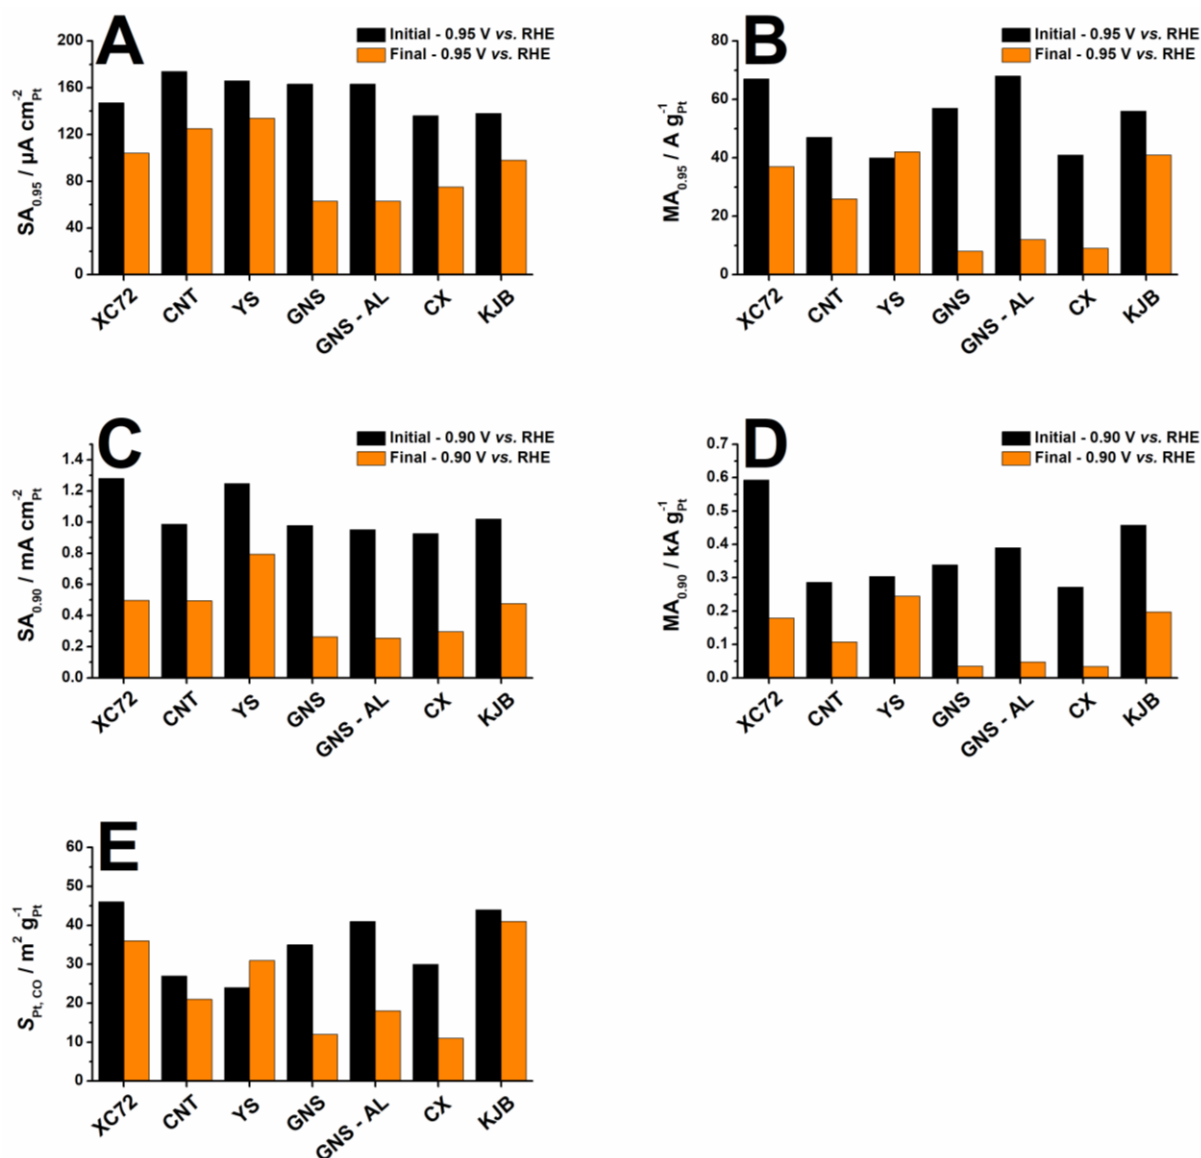 A
Initial - 0.95 V vs. RHE
Final - 0.95 V vs. RHE
SA0.95 / µA cm-2Pt
200
160
120
80
40
0
XC72
CNT
YS
GNS
GNS - AL
CX
KJB
B
Initial - 0.95 V vs. RHE
Final - 0.95 V vs. RHE
MA0.95 / A g-1Pt
80
60
40
20
0
XC72
CNT
YS
GNS
GNS - AL
CX
KJB
C
Initial - 0.90 V vs. RHE
Final - 0.90 V vs. RHE
SA0.90 / mA cm-2Pt
1.4
1.2
1.0
0.8
0.6
0.4
0.2
0.0
XC72
CNT
YS
GNS
GNS - AL
CX
KJB
D
Initial - 0.90 V vs. RHE
Final - 0.90 V vs. RHE
MA0.90 / kA g-1Pt
0.7
0.6
0.5
0.4
0.3
0.2
0.1
0.0
XC72
CNT
YS
GNS
GNS - AL
CX
KJB
E
SPt, CO / m2 g-1Pt
60
50
40
30
20
10
0
XC72
CNT
YS
GNS
GNS - AL
CX
KJB